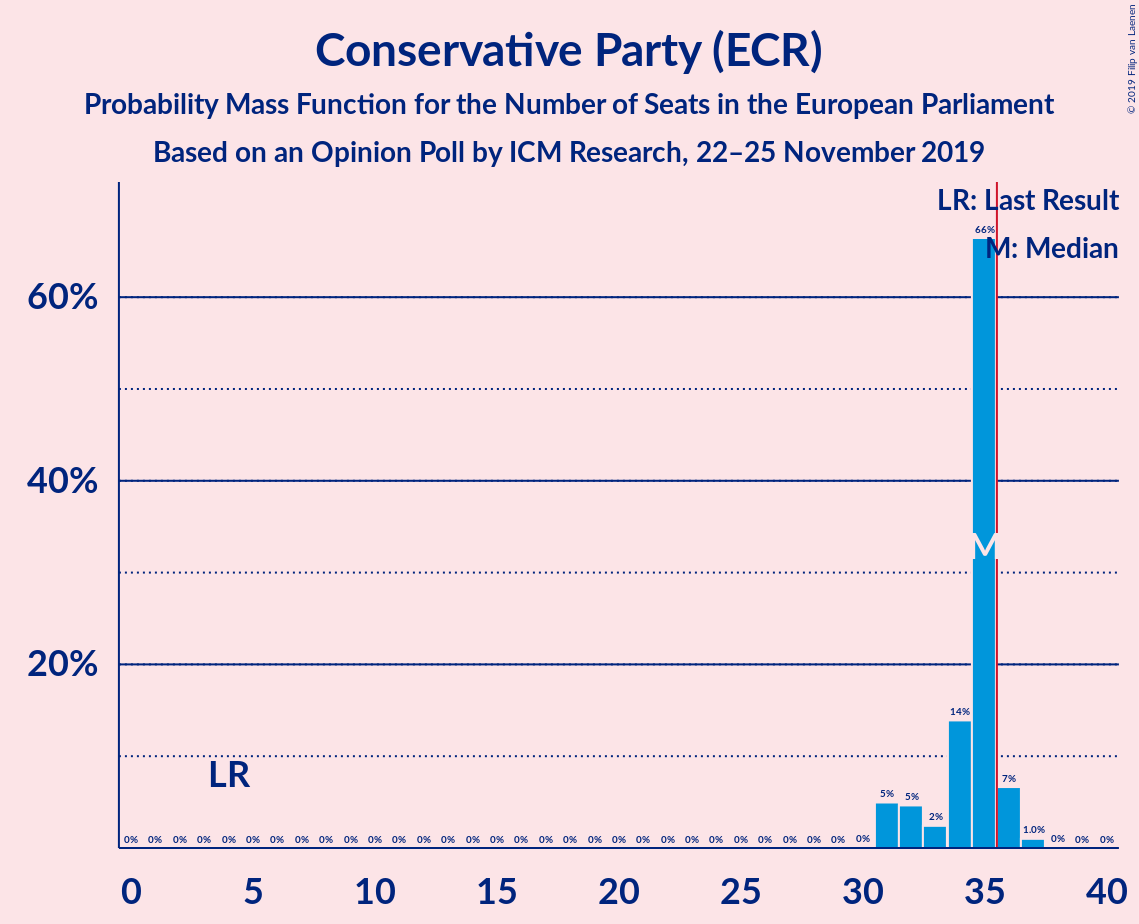 Conservative Party (ECR)
Probability Mass Function for the Number of Seats in the European Parliament
Based on an Opinion Poll by ICM Research, 22–25 November 2019
© 2019 Filip van Laenen
LR: Last Result
M: Median
60%
40%
20%
66%
M
14%
LR
5% 5% 2% 7% 1.0%
0% 0% 0% 0% 0% 0% 0% 0% 0% 0% 0% 0% 0% 0% 0% 0% 0% 0% 0% 0% 0% 0% 0% 0% 0% 0% 0% 0% 0% 0% 0% 0% 0% 0%
0 5 10 15 20 25 30 35 40